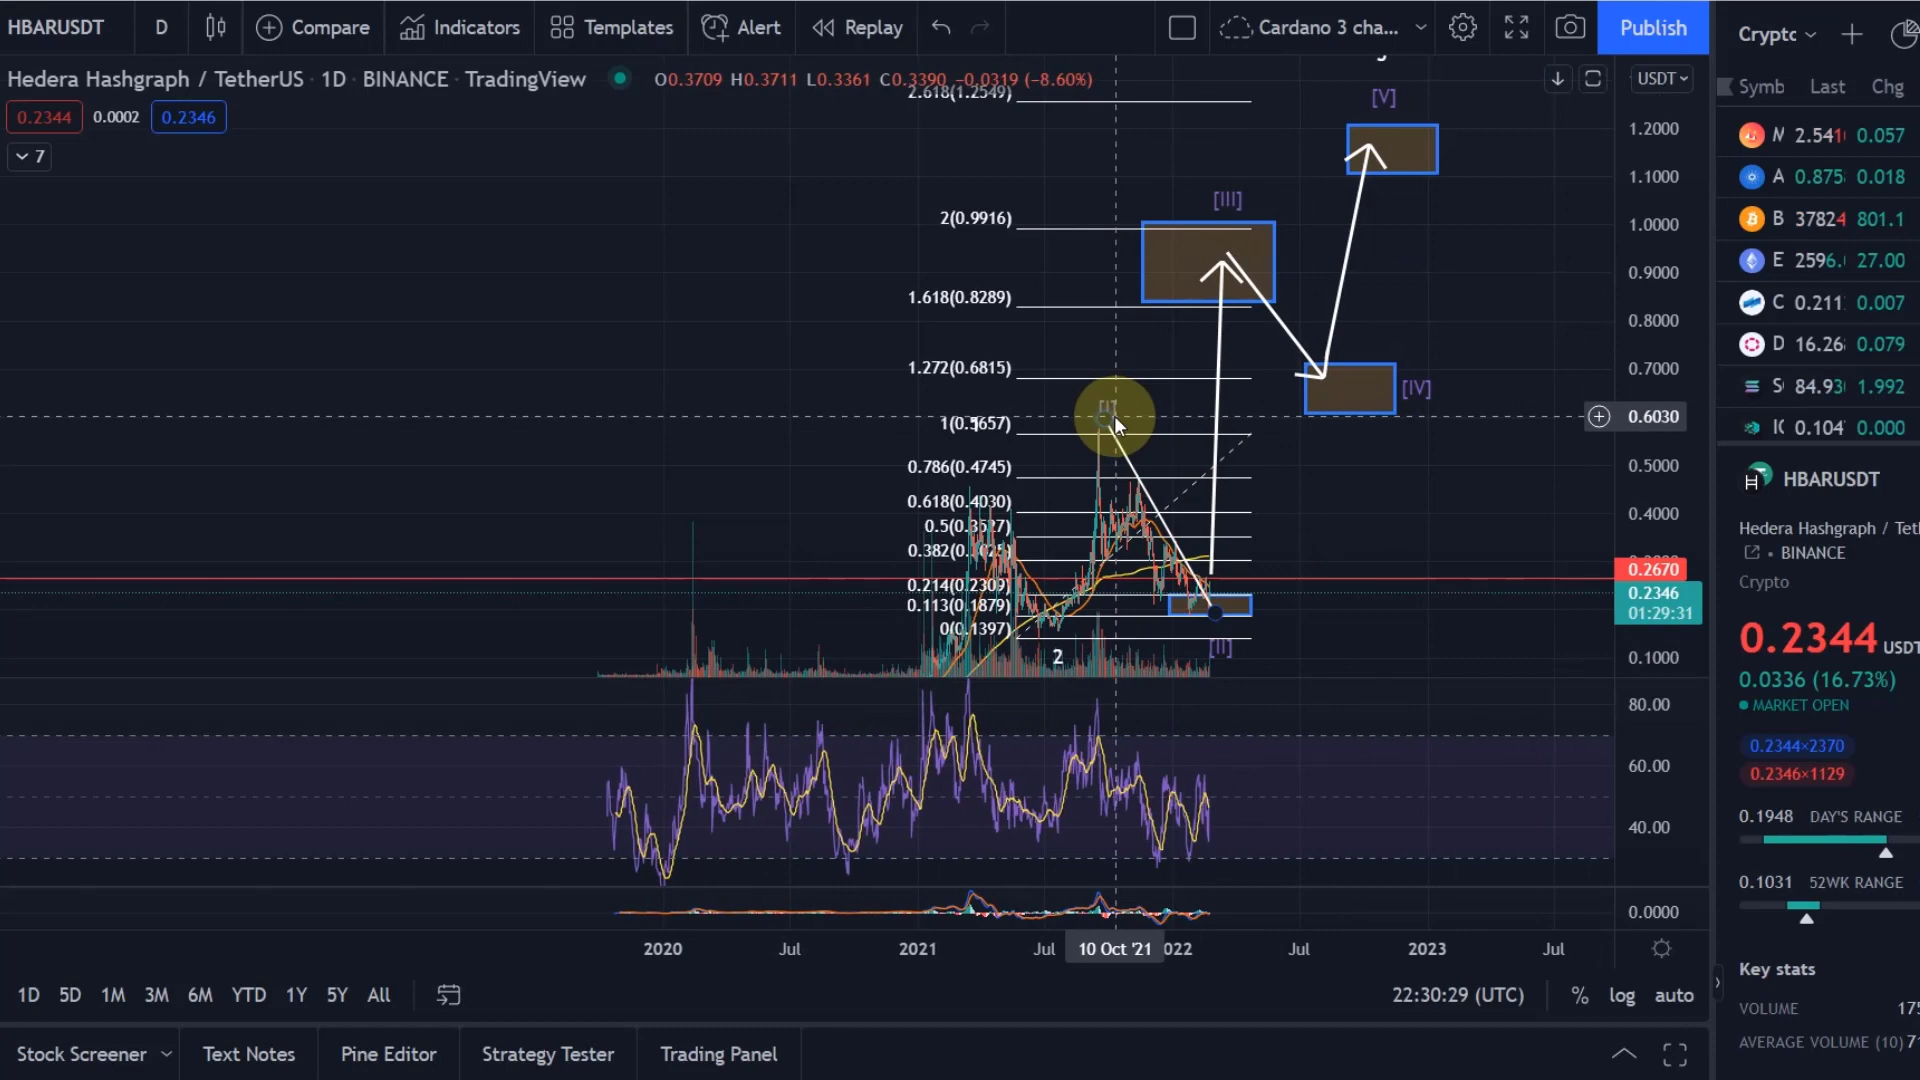 HBARUSDT D Compare Indicators Templates Alert Replay Cardano 3 cha... Publish
Hedera Hashgraph / TetherUS · 1D · BINANCE · TradingView O0.3709 H0.3711 L0.3361 C0.3390 −0.0319 (−8.60%) USDT
0.2344 0.0002 0.2346
7
2.618(1.2549)
2(0.9916)
1.618(0.8289)
1.272(0.6815)
0.786(0.4745)
0.618(0.4030)
0.214(0.2309)
0.113(0.1879)
0(0.1397)
[I]
[II]
[III]
[IV]
[V]
2
1.2000
1.1000
1.0000
0.9000
0.8000
0.7000
0.6030
0.5000
0.4000
0.2670
0.2346
01:29:31
0.1000
80.00
60.00
40.00
0.0000
2020 Jul 2021 Jul 10 Oct '21 022 Jul 2023 Jul
1D 5D 1M 3M 6M YTD 1Y 5Y All 22:30:29 (UTC) % log auto
Stock Screener Text Notes Pine Editor Strategy Tester Trading Panel
Crypto
Symb Last Chg
2.541 0.057
A 0.875 0.018
B 37824 801.1
E 2596. 27.00
C 0.211 0.007
D 16.26 0.079
84.93 1.992
0.104 0.000
HBARUSDT
Hedera Hashgraph / Tet
BINANCE
Crypto
0.2344 USDT
0.0336 (16.73%)
MARKET OPEN
0.2344×2370
0.2346×1129
0.1948 DAY'S RANGE
0.1031 52WK RANGE
Key stats
VOLUME 175
AVERAGE VOLUME (10) 71